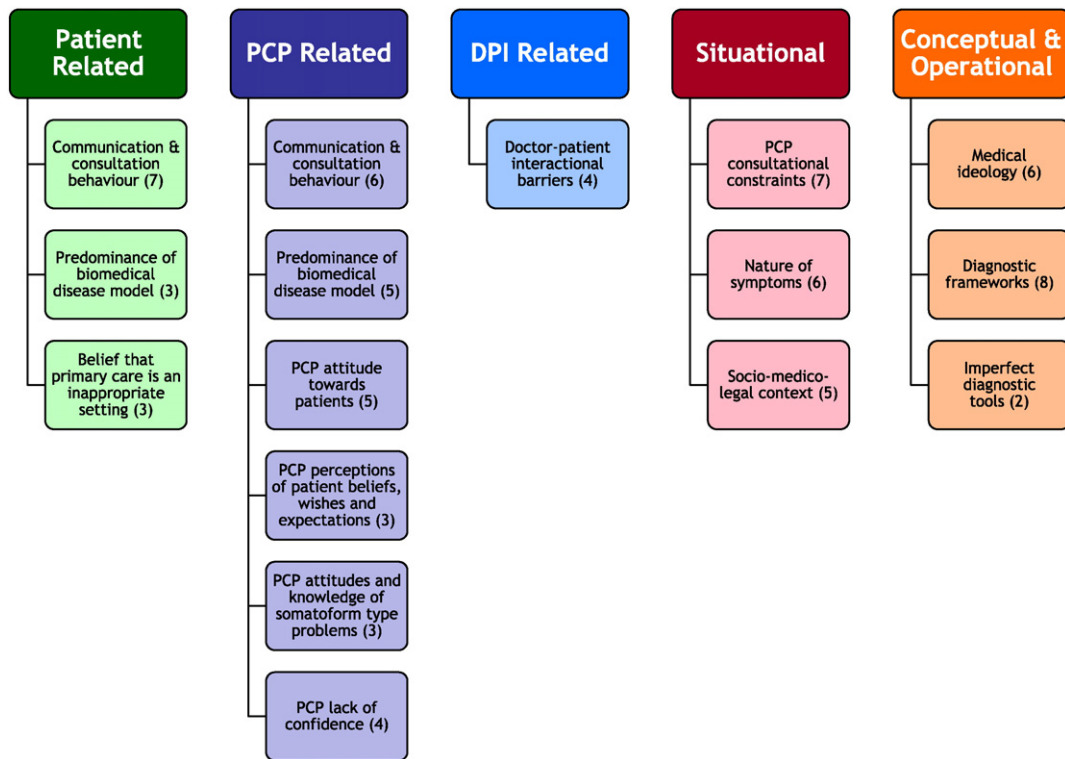 Patient
Related
Communication &
consultation
behaviour (7)
Predominance of
biomedical
disease model (3)
Belief that
primary care is an
inappropriate
setting (3)
PCP Related
Communication &
consultation
behaviour (6)
Predominance of
biomedical
disease model (5)
PCP attitude
towards
patients (5)
PCP perceptions
of patient beliefs,
wishes and
expectations (3)
PCP attitudes and
knowledge of
somatoform type
problems (3)
PCP lack of
confidence (4)
DPI Related
Doctor-patient
interactional
barriers (4)
Situational
PCP
consultational
constraints (7)
Nature of
symptoms (6)
Socio-medico-
legal context (5)
Conceptual &
Operational
Medical
ideology (6)
Diagnostic
frameworks (8)
Imperfect
diagnostic
tools (2)